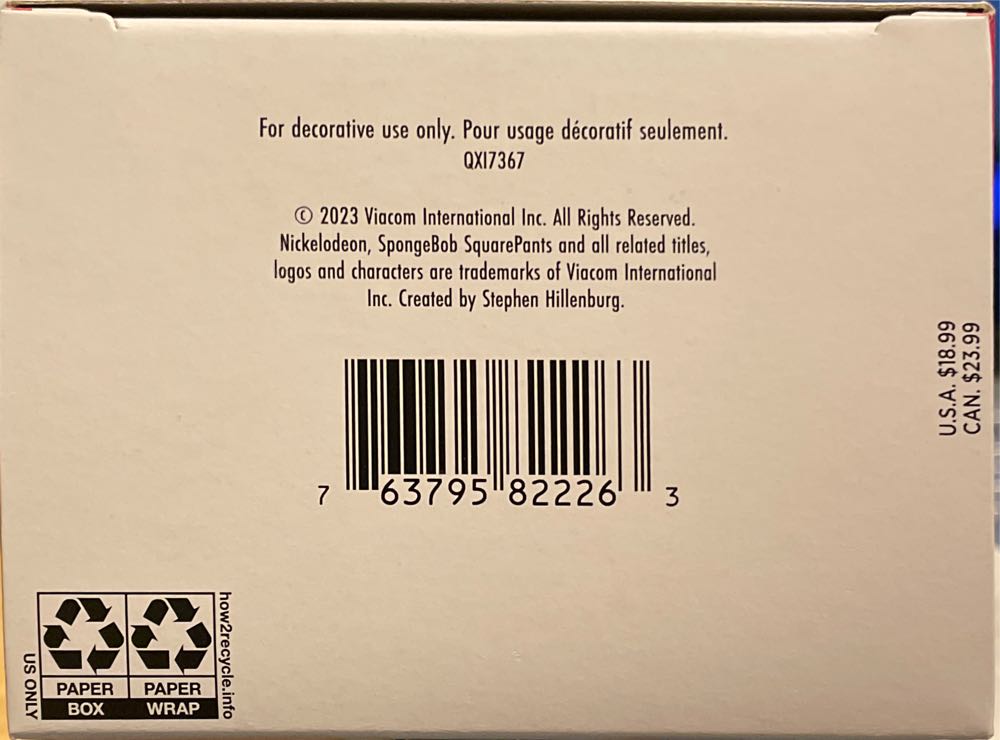 For decorative use only. Pour usage décoratif seulement.
QXI7367
© 2023 Viacom International Inc. All Rights Reserved.
Nickelodeon, SpongeBob SquarePants and all related titles,
logos and characters are trademarks of Viacom International
Inc. Created by Stephen Hillenburg.
U.S.A. $18.99
CAN. $23.99
7 63795 82226 3
US ONLY
PAPER PAPER
BOX WRAP
how2recycle.info